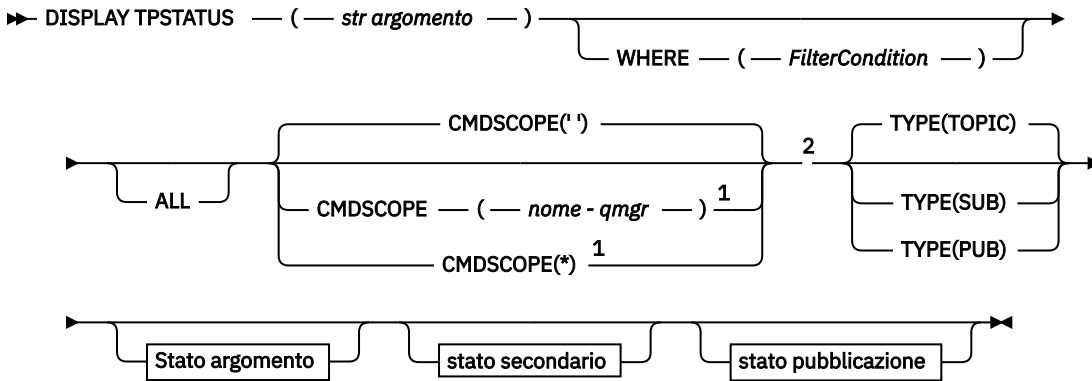 DISPLAY TPSTATUS ( str argomento )
WHERE ( FilterCondition )
ALL
CMDSCOPE(' ')
CMDSCOPE ( nome - qmgr ) 1
CMDSCOPE(*) 1
2
TYPE(TOPIC)
TYPE(SUB)
TYPE(PUB)
Stato argomento
stato secondario
stato pubblicazione